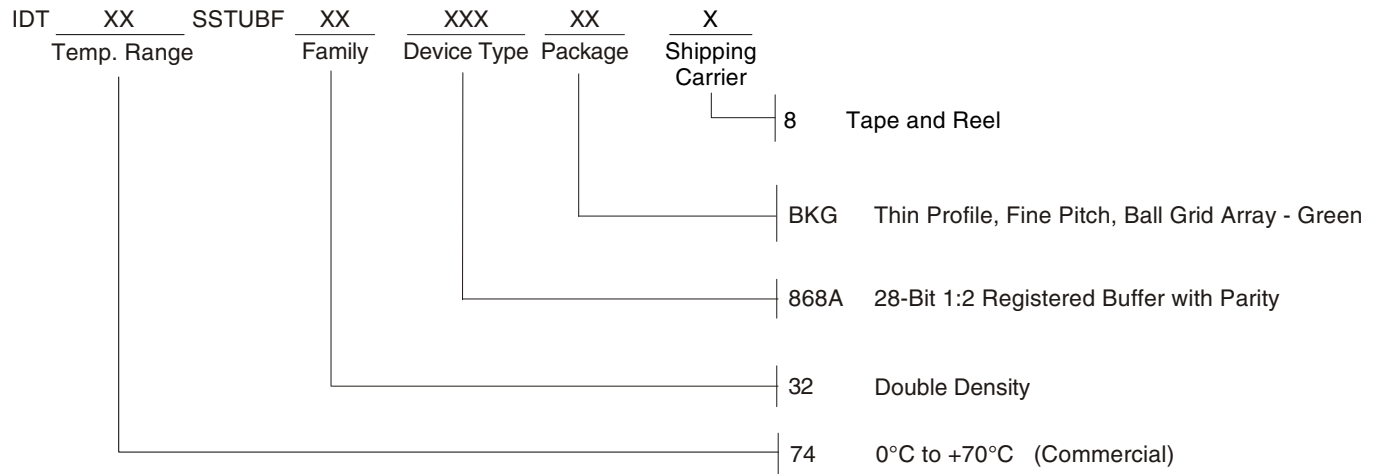 IDT XX SSTUBF XX XXX XX X
Temp. Range Family Device Type Package Shipping
Carrier
8 Tape and Reel
BKG Thin Profile, Fine Pitch, Ball Grid Array - Green
868A 28-Bit 1:2 Registered Buffer with Parity
32 Double Density
74 0°C to +70°C (Commercial)